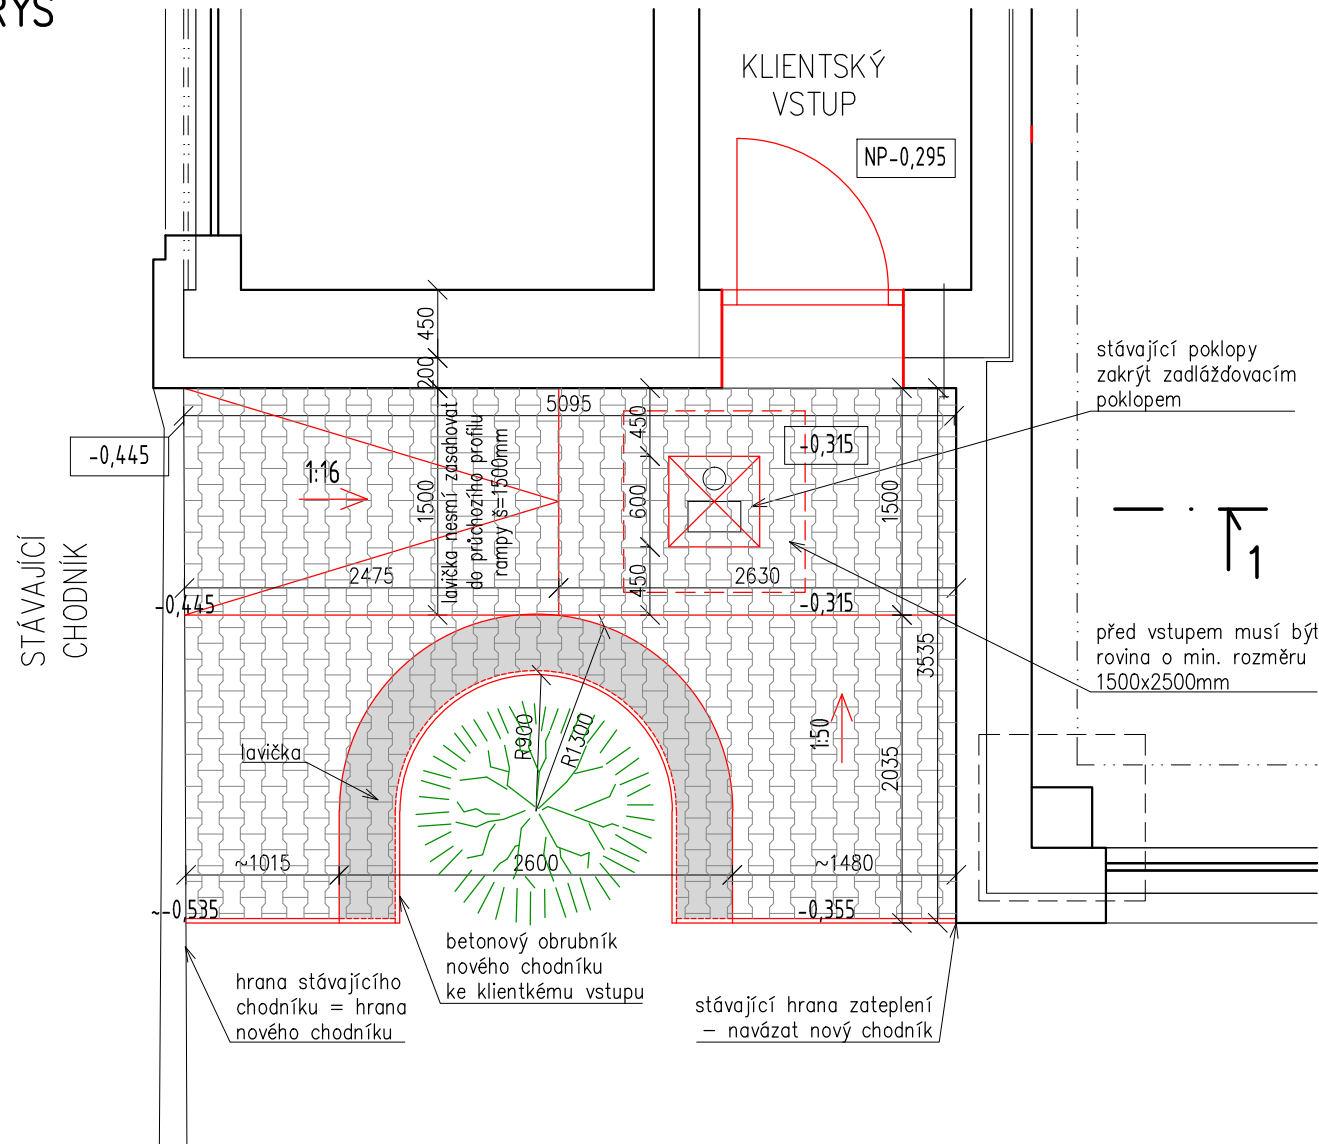 RYS
KLIENTSKÝ
VSTUP
NP-0,295
450
200
5095
-0,445
1:16
1500
lavička nesmí zasahovat
do průchozího profilu
rampy š=1500mm
450
600
450
-0,315
1500
stávající poklopy
zakrýt zadlážďovacím
poklopem
1
STÁVAJÍCÍ
CHODNÍK
2475
2630
-0,445
-0,315
3535
před vstupem musí být
rovina o min. rozměru
1500x2500mm
lavička
R900
R1300
1:50
2035
~1015
2600
~1480
~-0,535
-0,355
betonový obrubník
nového chodníku
ke klientkému vstupu
hrana stávajícího
chodníku = hrana
nového chodníku
stávající hrana zateplení
– navázat nový chodník